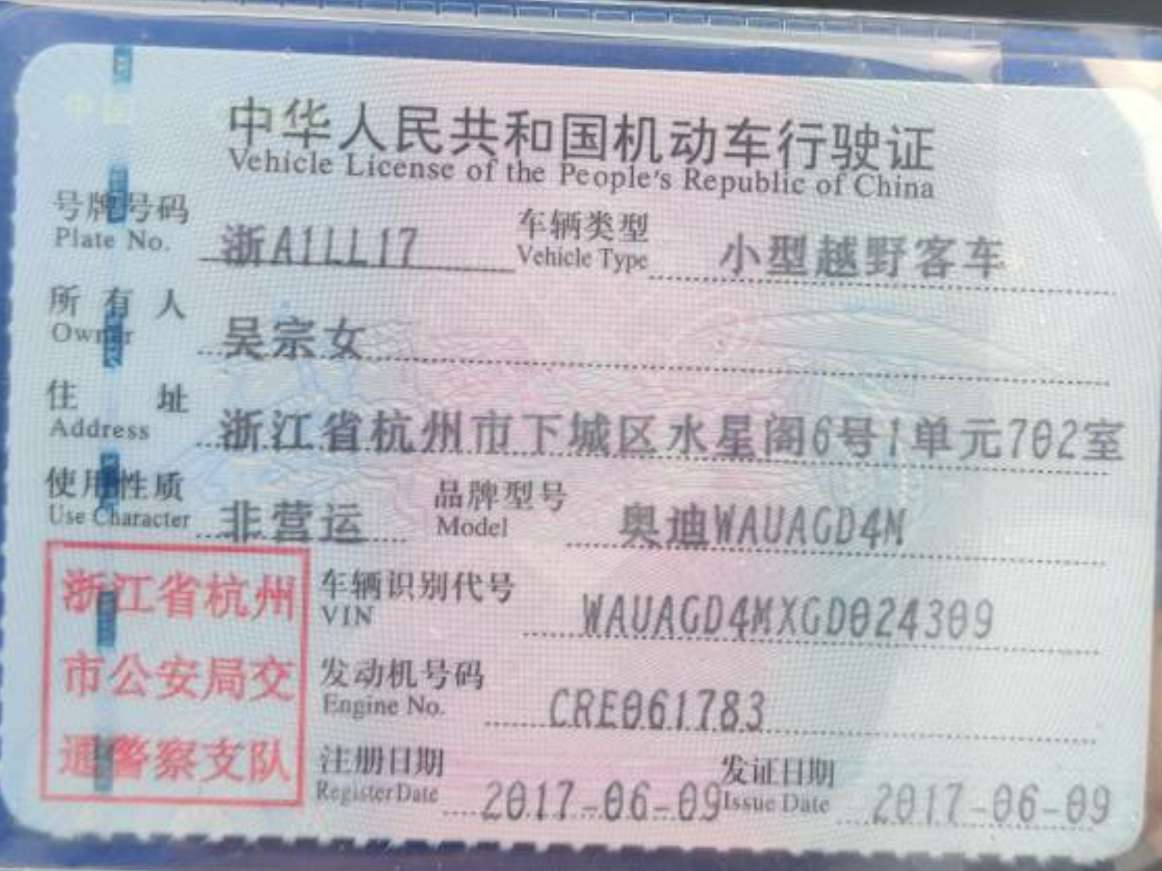 中华人民共和国机动车行驶证
Vehicle License of the People's Republic of China
号牌号码 浙A1LL17 车辆类型 小型越野客车
Plate No. Vehicle Type
所有人 吴宗女
Owner
住址 浙江省杭州市下城区水星阁6号1单元702室
Address
使用性质 非营运 品牌型号 奥迪WAUAGD4M
Use Character Model
浙江省杭州
市公安局交
通警察支队
车辆识别代号 WAUAGD4MXGD024309
VIN
发动机号码 CRE061783
Engine No.
注册日期 2017-06-09 发证日期 2017-06-09
Register Date Issue Date